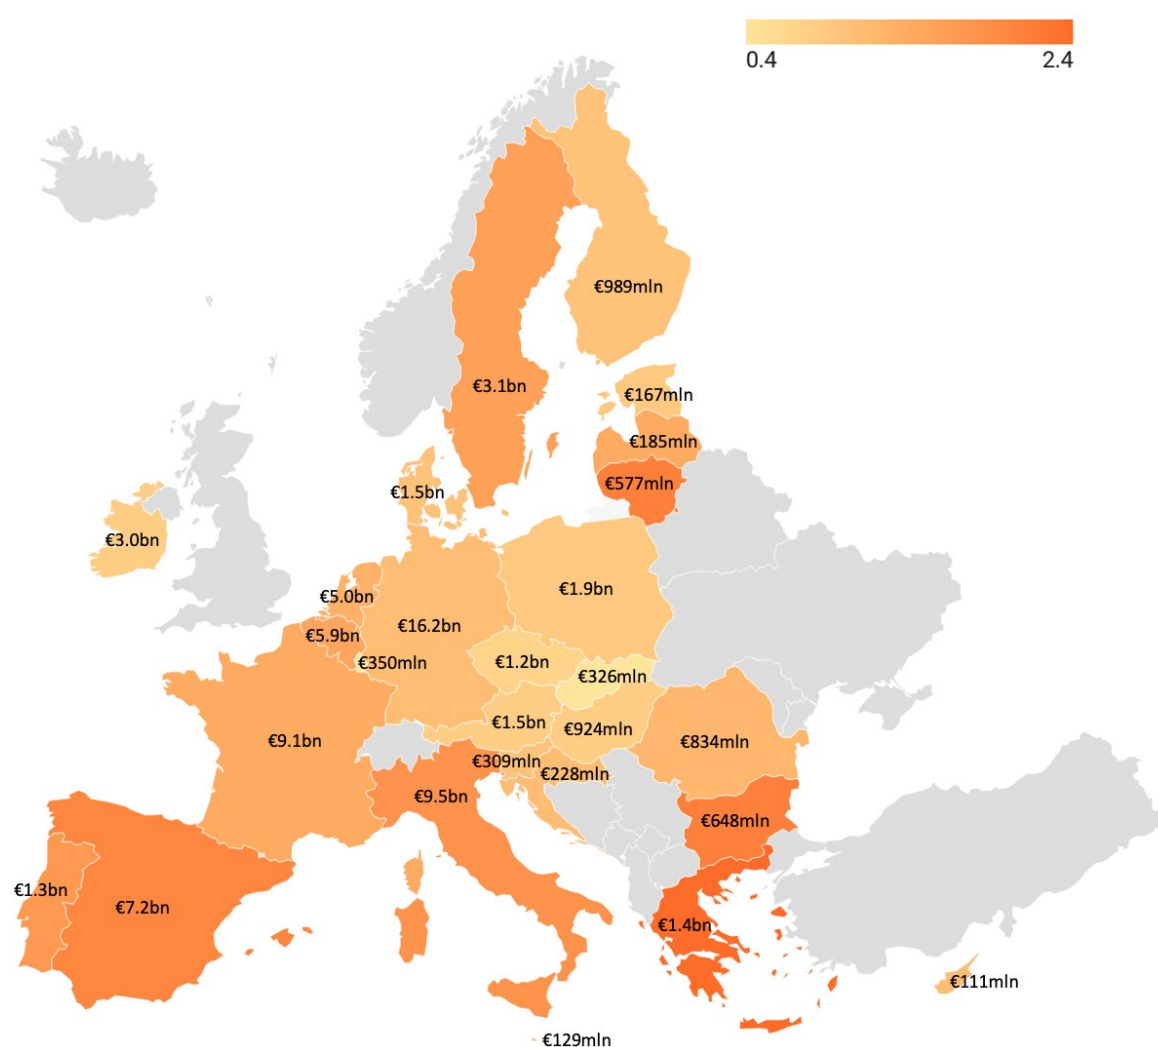 0.4
2.4
€989mln
€3.1bn
€167mln
€185mln
€577mln
€1.5bn
€3.0bn
€1.9bn
€5.0bn
€16.2bn
€5.9bn
€350mln
€1.2bn
€326mln
€1.5bn
€924mln
€9.1bn
€834mln
€309mln
€228mln
€9.5bn
€648mln
€1.3bn
€7.2bn
€1.4bn
€111mln
€129mln